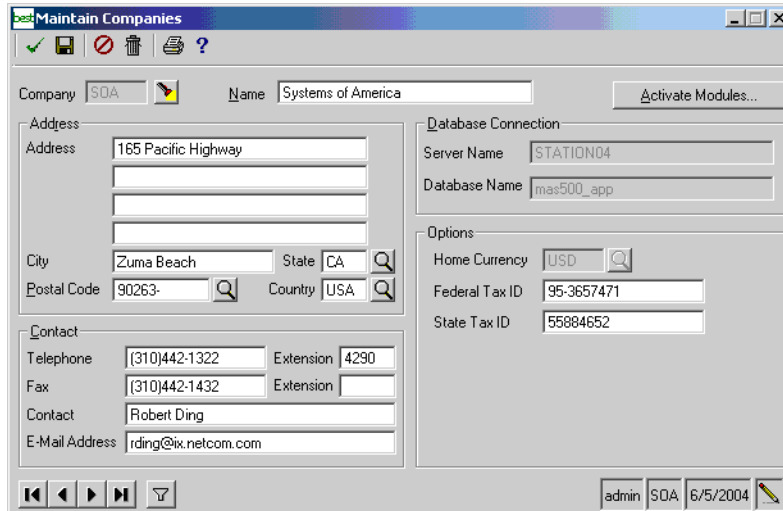 best Maintain Companies
?
Company SOA Name Systems of America Activate Modules...
Address
Address 165 Pacific Highway
City Zuma Beach State CA
Postal Code 90263- Country USA
Contact
Telephone (310)442-1322 Extension 4290
Fax (310)442-1432 Extension
Contact Robert Ding
E-Mail Address rding@ix.netcom.com
Database Connection
Server Name STATION04
Database Name mas500_app
Options
Home Currency USD
Federal Tax ID 95-3657471
State Tax ID 55884652
admin SOA 6/5/2004